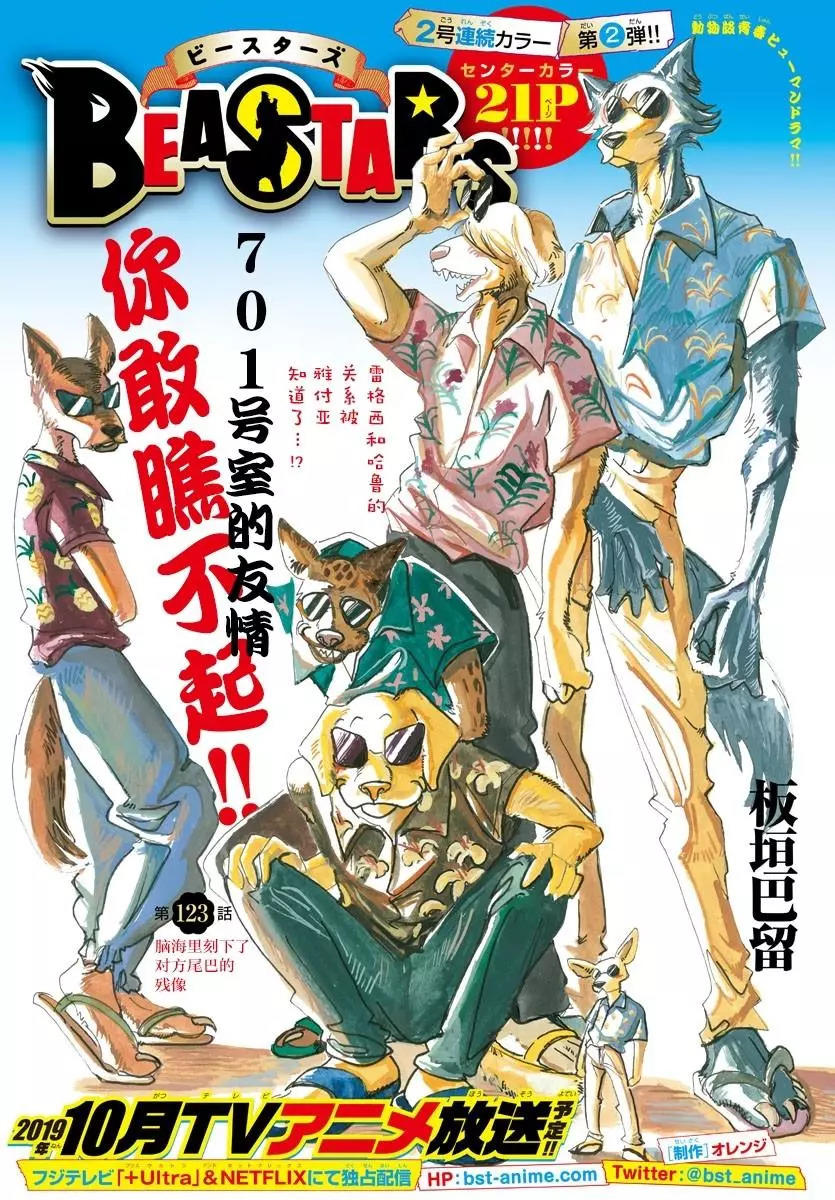 2号連続カラー
第2弾!!
動物版青春ヒューマンドラマ!!
ビースターズ
BEASTARS
センターカラー
21P
ページ
!!!!!
701号室的友情
你敢瞧不起!!
雷格西和哈鲁的
关系被
雅付亚
知道了…!?
板垣巴留
第123話
脑海里刻下了
对方尾巴的
残像
2019年10月TVアニメ放送予定!!
[制作]オレンジ
フジテレビ「+Ultra」&NETFLIXにて独占配信
HP:bst-anime.com
Twitter:@bst_anime